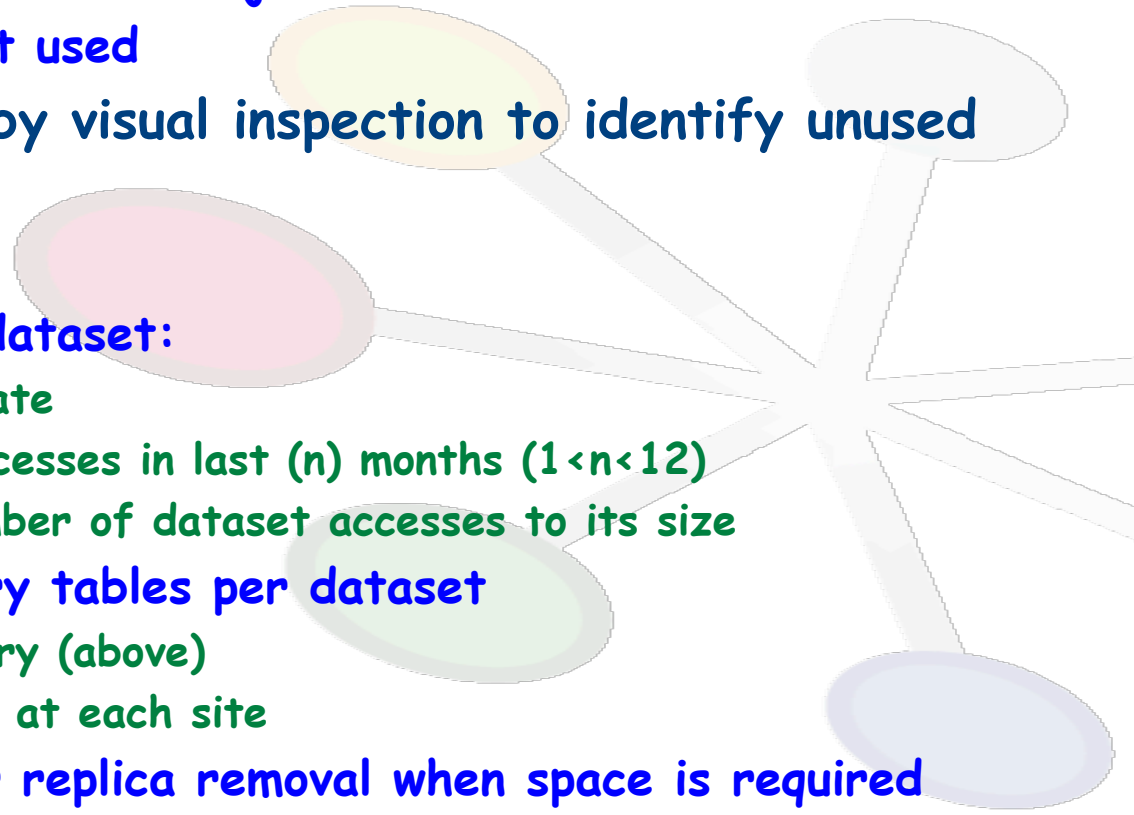 t used
by visual inspection to identify unused
dataset:
ate
cesses in last (n) months (1<n<12)
ber of dataset accesses to its size
ry tables per dataset
ry (above)
at each site
replica removal when space is required